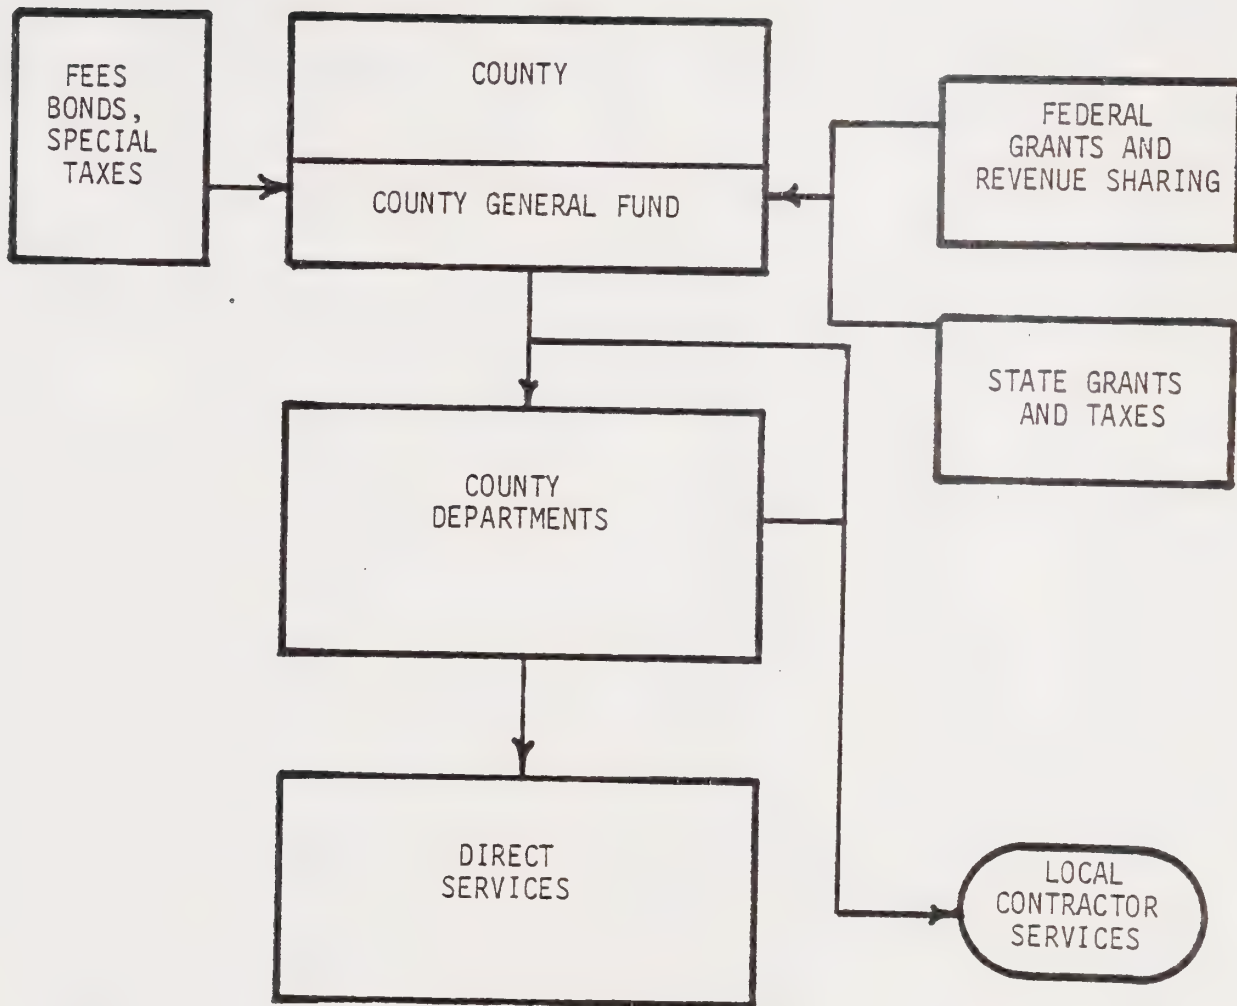 FEES
BONDS,
SPECIAL
TAXES
COUNTY
COUNTY GENERAL FUND
FEDERAL
GRANTS AND
REVENUE SHARING
STATE GRANTS
AND TAXES
COUNTY
DEPARTMENTS
DIRECT
SERVICES
LOCAL
CONTRACTOR
SERVICES